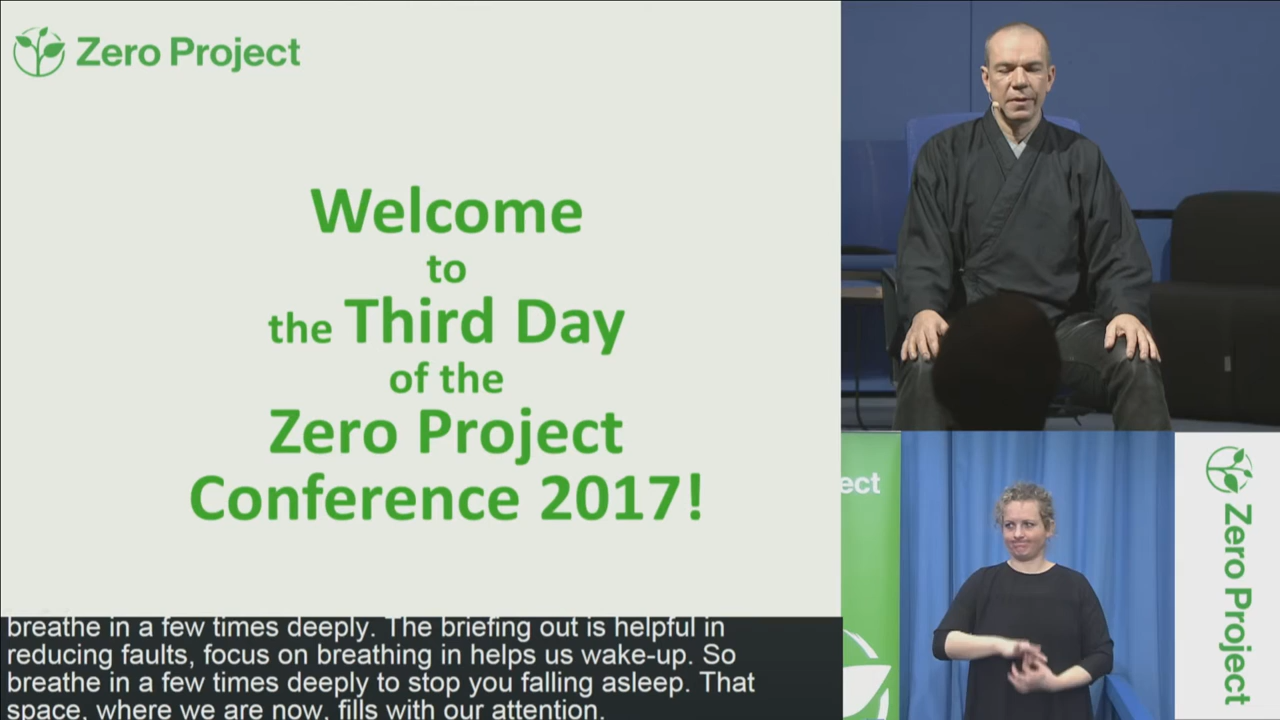 Zero Project
Welcome
to
the Third Day
of the
Zero Project
Conference 2017!
breathe in a few times deeply. The briefing out is helpful in
reducing faults, focus on breathing in helps us wake-up. So
breathe in a few times deeply to stop you falling asleep. That
space, where we are now, fills with our attention.
ect
Zero Project